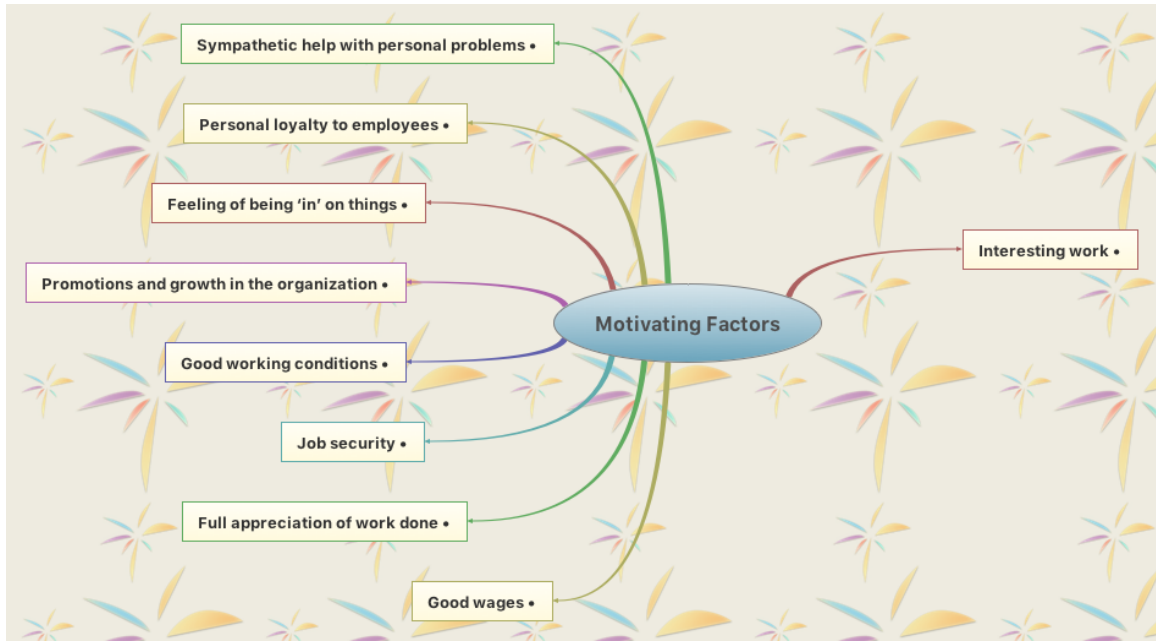 Sympathetic help with personal problems •
Personal loyalty to employees •
Feeling of being ‘in’ on things •
Interesting work •
Promotions and growth in the organization •
Motivating Factors
Good working conditions •
Job security •
Full appreciation of work done •
Good wages •